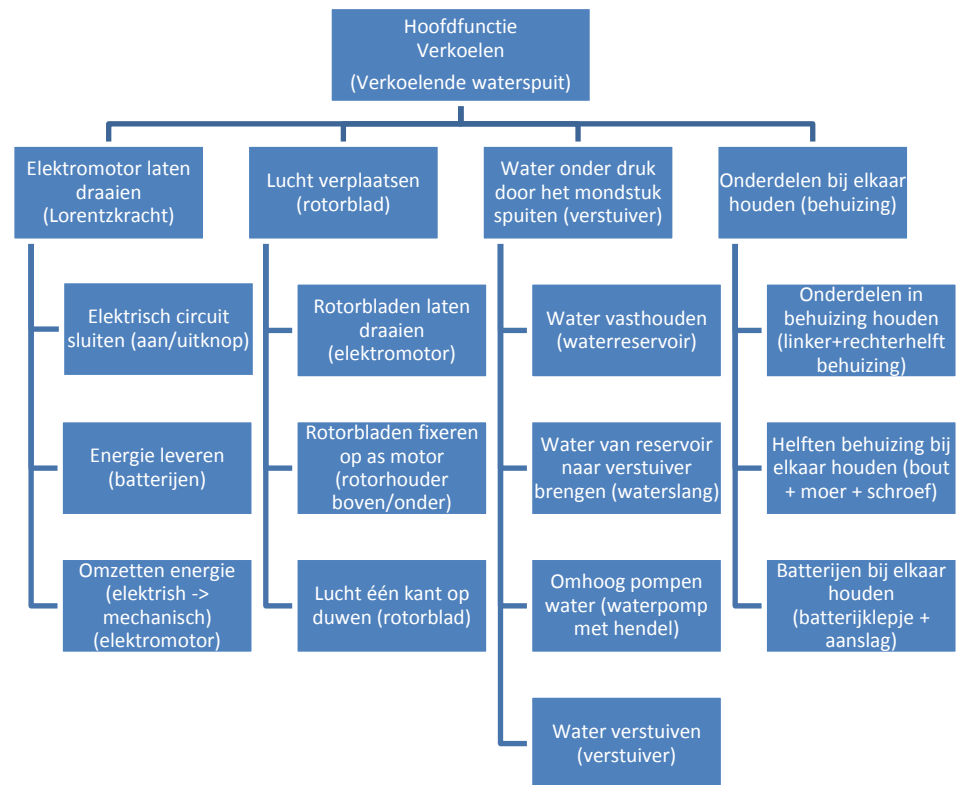 Hoofdfunctie
Verkoelen
(Verkoelende waterspuit)
Elektromotor laten
draaien
(Lorentzkracht)
Elektrisch circuit
sluiten (aan/uitknop)
Energie leveren
(batterijen)
Omzetten energie
(elektrish ->
mechanisch)
(elektromotor)
Lucht verplaatsen
(rotorblad)
Rotorbladen laten
draaien
(elektromotor)
Rotorbladen fixeren
op as motor
(rotorhouder
boven/onder)
Lucht één kant op
duwen (rotorblad)
Water onder druk
door het mondstuk
spuiten (verstuiver)
Water vasthouden
(waterreservoir)
Water van reservoir
naar verstuiver
brengen (waterslang)
Omhoog pompen
water (waterpomp
met hendel)
Water verstuiven
(verstuiver)
Onderdelen bij elkaar
houden (behuizing)
Onderdelen in
behuizing houden
(linker+rechterhelft
behuizing)
Helften behuizing bij
elkaar houden (bout
+ moer + schroef)
Batterijen bij elkaar
houden
(batterijklepje +
aanslag)